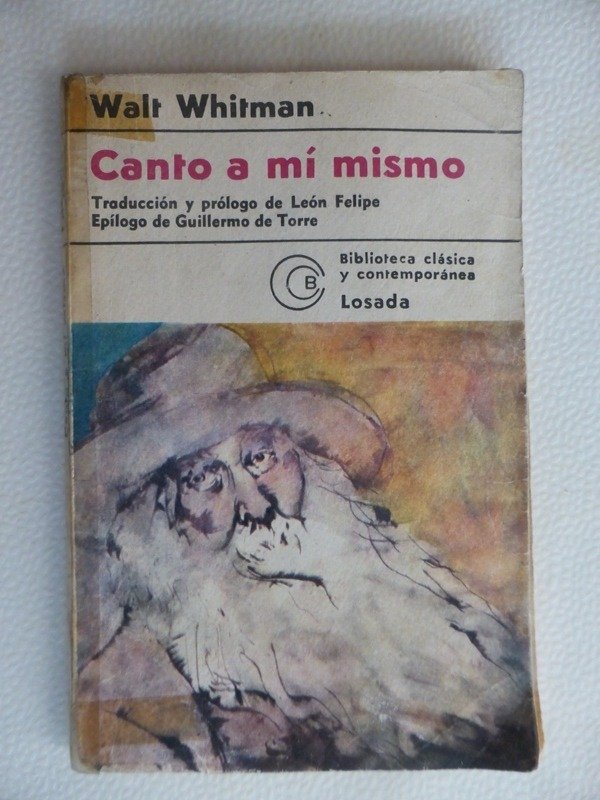 Walt Whitman
Canto a mí mismo
Traducción y prólogo de León Felipe
Epílogo de Guillermo de Torre
B
Biblioteca clásica
y contemporánea
Losada